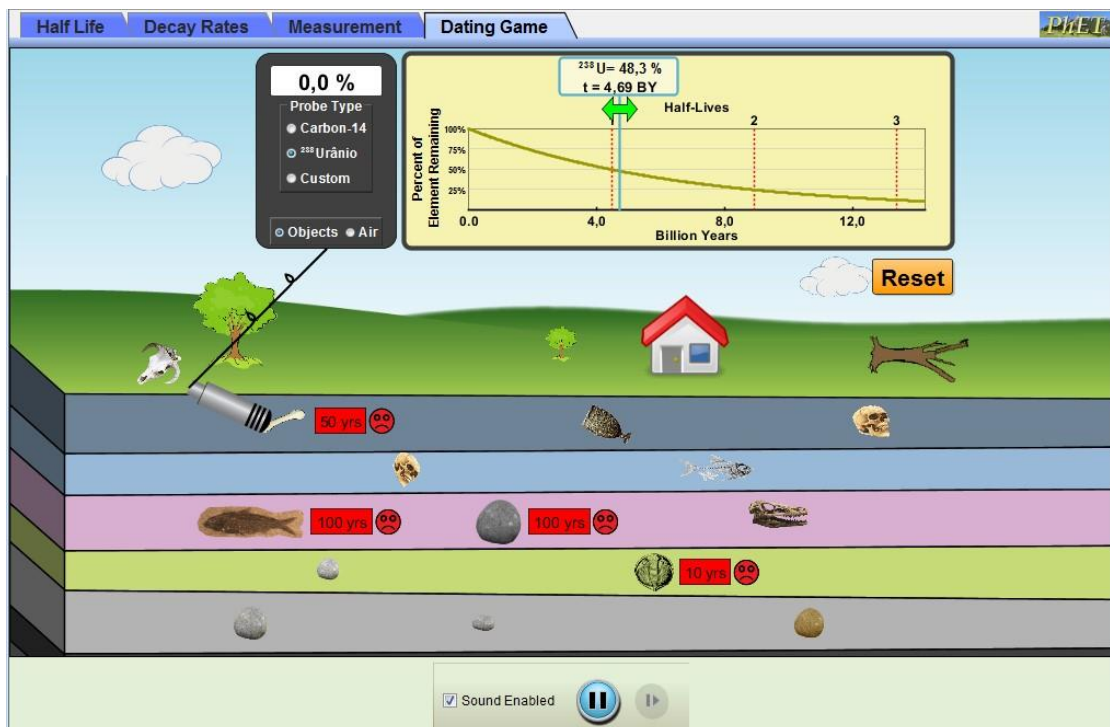 Half Life
Decay Rates
Measurement
Dating Game
PhET
0,0 %
Probe Type
Carbon-14
²³⁸Urânio
Custom
Objects
Air
²³⁸U= 48,3 %
t = 4,69 BY
Half-Lives
1
2
3
Percent of
Element Remaining
100%
75%
50%
25%
0.0
4,0
8,0
12,0
Billion Years
Reset
50 yrs
100 yrs
100 yrs
10 yrs
Sound Enabled